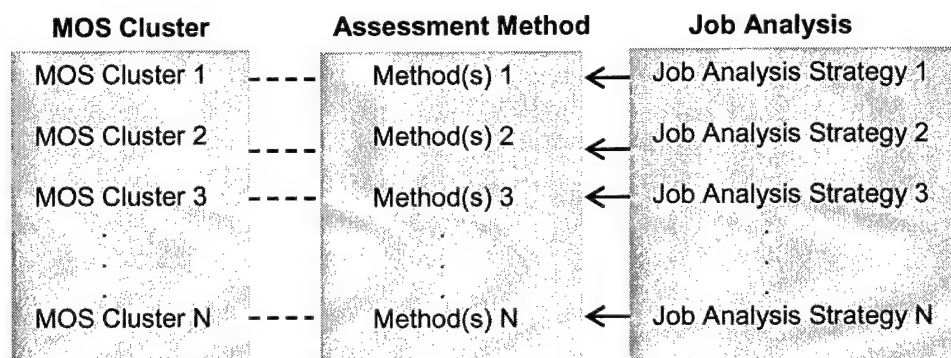 MOS Cluster Assessment Method Job Analysis
MOS Cluster 1 Method(s) 1 Job Analysis Strategy 1
MOS Cluster 2 Method(s) 2 Job Analysis Strategy 2
MOS Cluster 3 Method(s) 3 Job Analysis Strategy 3
MOS Cluster N Method(s) N Job Analysis Strategy N